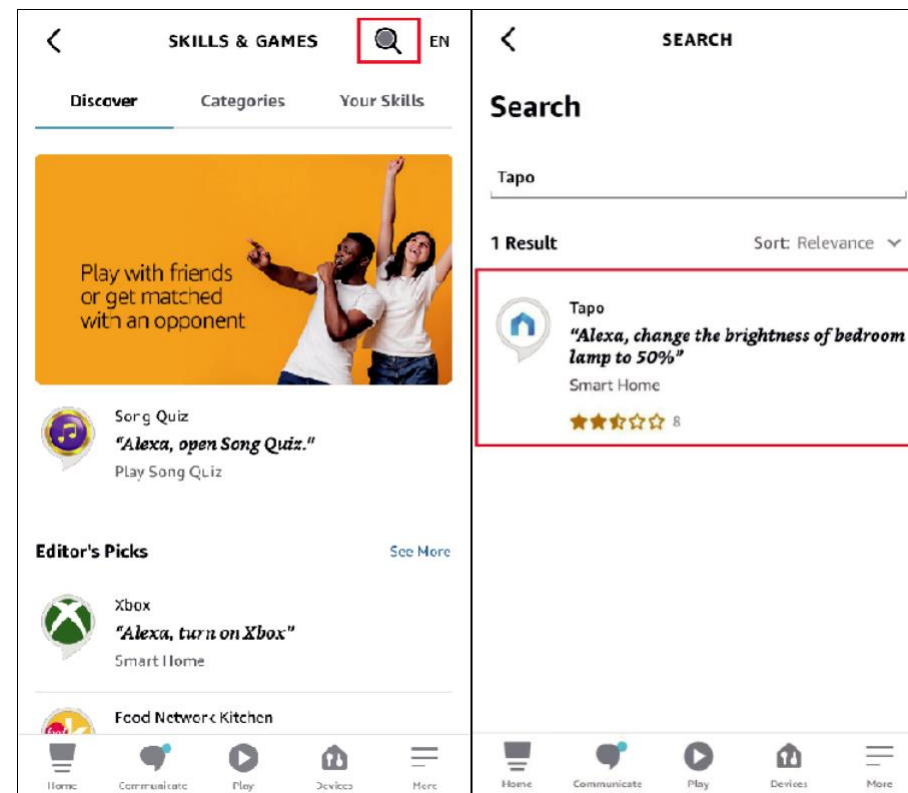 SKILLS & GAMES
EN
Discover
Categories
Your Skills
Play with friends
or get matched
with an opponent
Song Quiz
“Alexa, open Song Quiz.”
Play Song Quiz
Editor's Picks
See More
Xbox
“Alexa, turn on Xbox”
Smart Home
Food Network Kitchen
Home
Communicate
Play
Devices
More
SEARCH
Search
Tapo
1 Result
Sort: Relevance
Tapo
“Alexa, change the brightness of bedroom
lamp to 50%”
Smart Home
8
Home
Communicate
Play
Devices
More